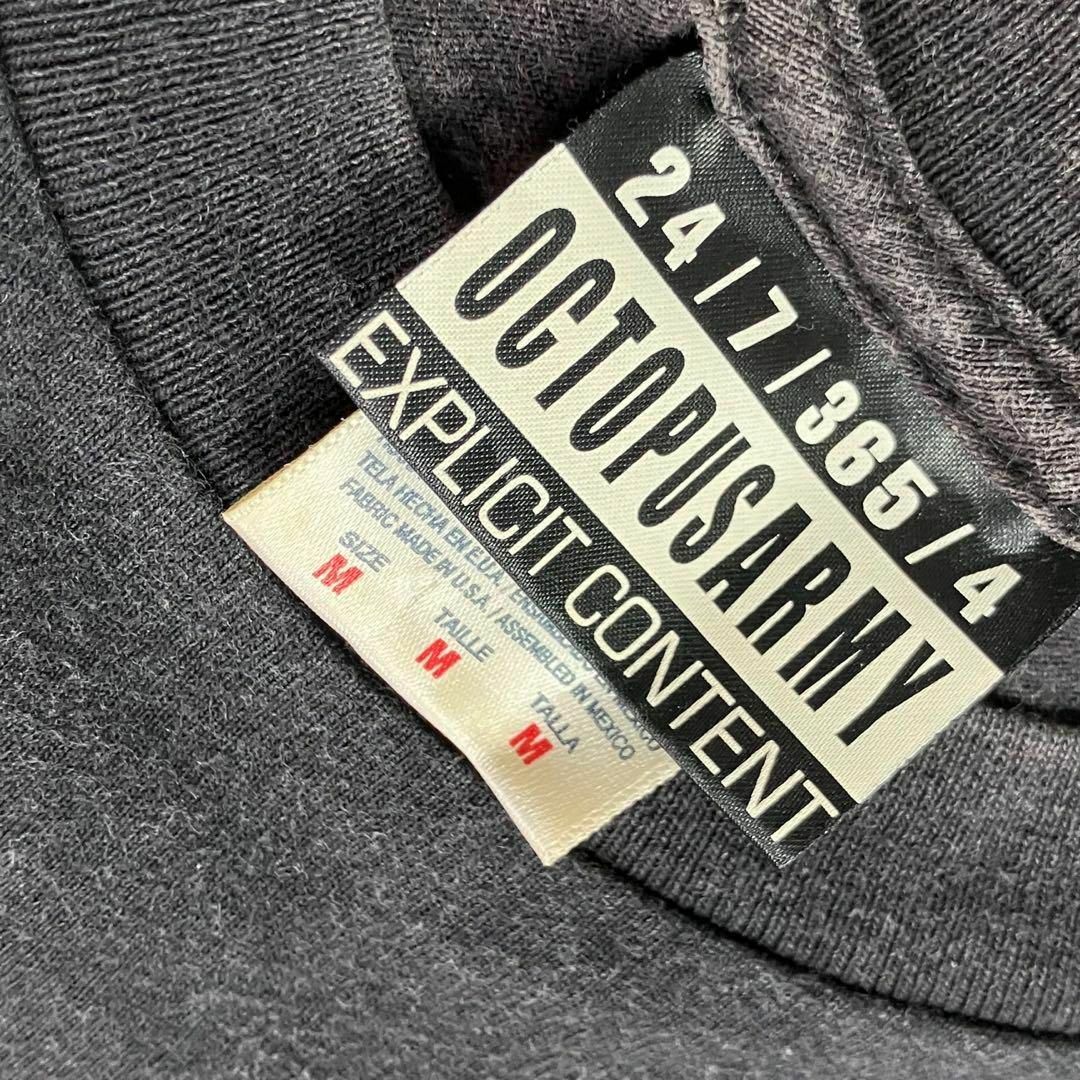 24/7/365/4
OCTOPUSARMY
EXPLICIT CONTENT
TELA HECHA EN E.U.A.
FABRIC MADE IN U.S.A. / ASSEMBLED IN MEXICO
SIZE TAILLE TALLA
M M M